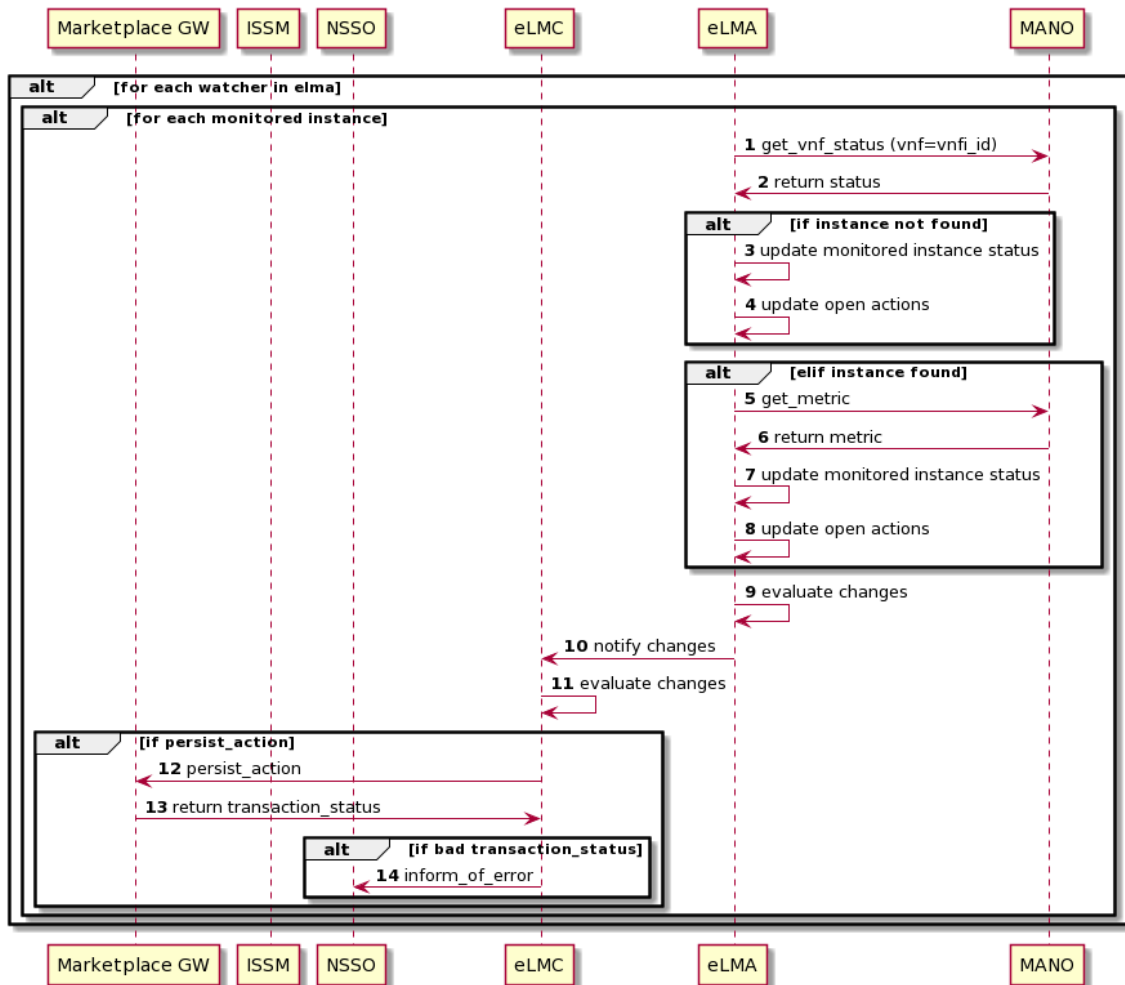 Marketplace GW ISSM NSSO eLMC eLMA MANO
alt [for each watcher in elma]
alt [for each monitored instance]
1 get_vnf_status (vnf=vnfi_id)
2 return status
alt [if instance not found]
3 update monitored instance status
4 update open actions
alt [elif instance found]
5 get_metric
6 return metric
7 update monitored instance status
8 update open actions
9 evaluate changes
10 notify changes
11 evaluate changes
alt [if persist_action]
12 persist_action
13 return transaction_status
alt [if bad transaction_status]
14 inform_of_error
Marketplace GW ISSM NSSO eLMC eLMA MANO